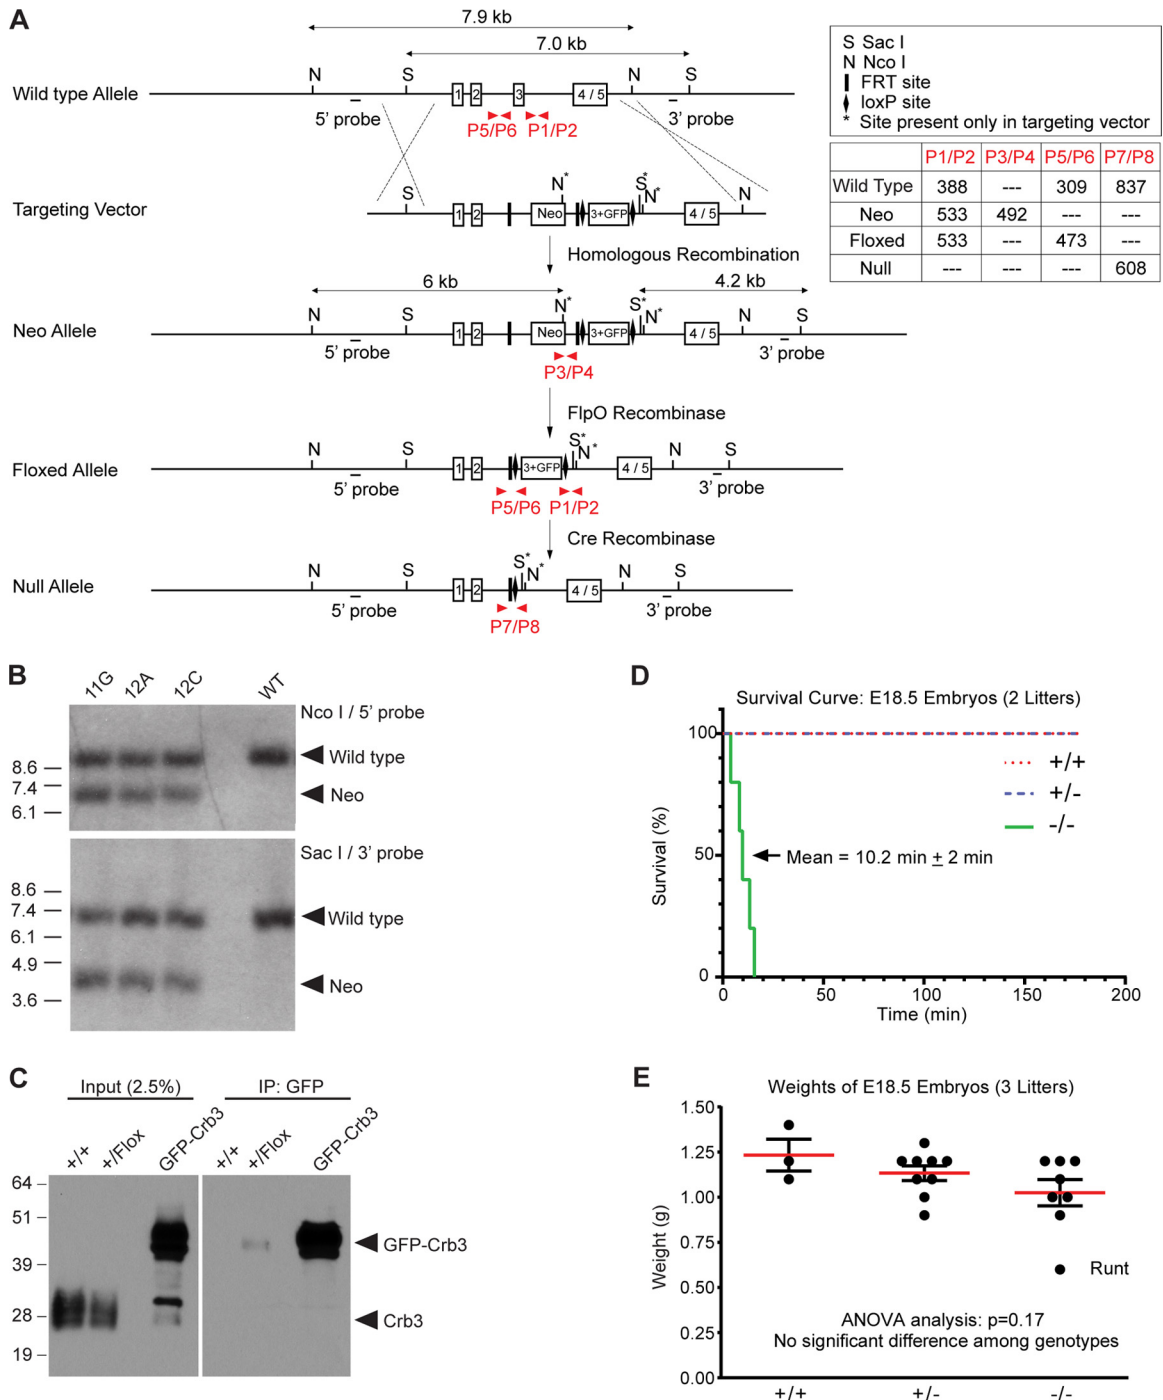 A
7.9 kb
7.0 kb
N S N S
Wild type Allele
1 2 3 4 / 5
5' probe
P5/P6 P1/P2
3' probe
S Sac I
N Nco I
FRT site
loxP site
* Site present only in targeting vector
P1/P2 P3/P4 P5/P6 P7/P8
Wild Type 388 --- 309 837
Neo 533 492 --- ---
Floxed 533 --- 473 ---
Null --- --- --- 608
S N* S* N* N
Targeting Vector
1 2 Neo 3+GFP 4 / 5
Homologous Recombination
6 kb 4.2 kb
N S N* S* N* N S
Neo Allele
1 2 Neo 3+GFP 4 / 5
5' probe 3' probe
P3/P4
FlpO Recombinase
N S S* N* N S
Floxed Allele
1 2 3+GFP 4 / 5
5' probe 3' probe
P5/P6 P1/P2
Cre Recombinase
N S S* N* N S
Null Allele
1 2 4 / 5
5' probe 3' probe
P7/P8
B
11G 12A 12C WT
Nco I / 5' probe
Wild type
8.6
7.4
Neo
6.1
Sac I / 3' probe
8.6
7.4
Wild type
6.1
4.9
Neo
3.6
C
Input (2.5%) IP: GFP
+/+ +/Flox GFP-Crb3 +/+ +/Flox GFP-Crb3
64
51
GFP-Crb3
39
28
Crb3
19
D
Survival Curve: E18.5 Embryos (2 Litters)
100
+/+
+/-
-/-
50
Mean = 10.2 min ± 2 min
0
Survival (%)
0 50 100 150 200
Time (min)
E
Weights of E18.5 Embryos (3 Litters)
1.50
1.25
1.00
0.75
0.50
0.25
0.00
Weight (g)
Runt
ANOVA analysis: p=0.17
No significant difference among genotypes
+/+ +/- -/-